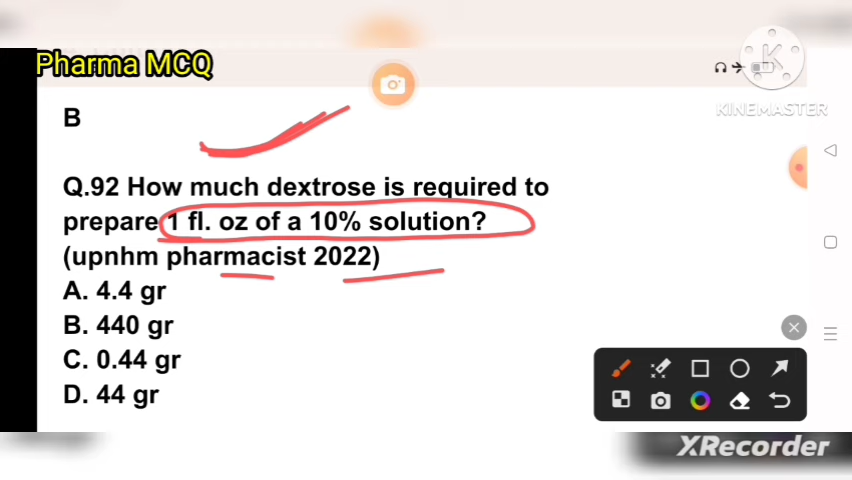 Pharma MCQ
KINEMASTER
B
Q.92 How much dextrose is required to
prepare 1 fl. oz of a 10% solution?
(upnhm pharmacist 2022)
A. 4.4 gr
B. 440 gr
C. 0.44 gr
D. 44 gr
XRecorder